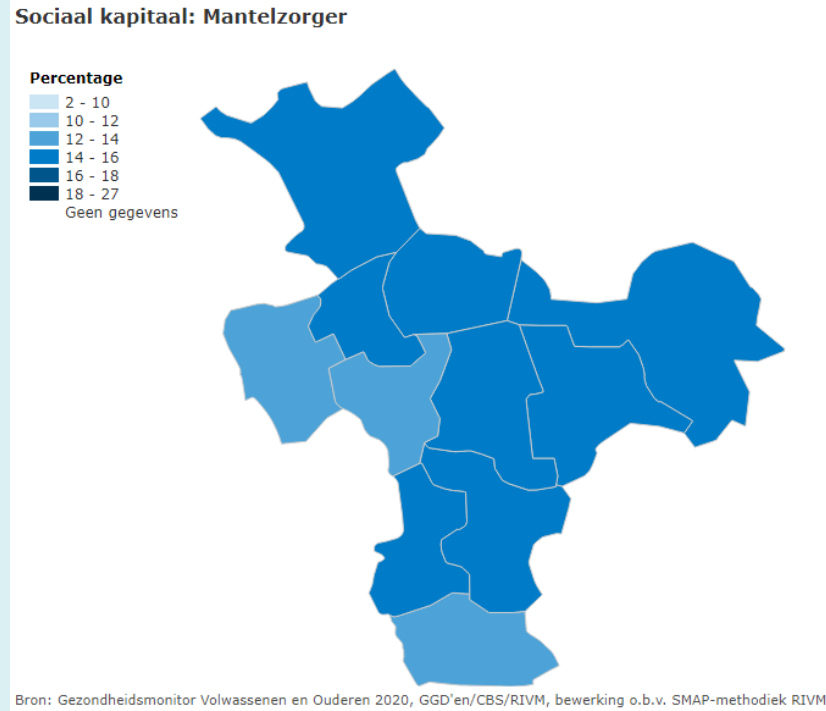 Sociaal kapitaal: Mantelzorger
Percentage
2 - 10
10 - 12
12 - 14
14 - 16
16 - 18
18 - 27
Geen gegevens
Bron: Gezondheidsmonitor Volwassenen en Ouderen 2020, GGD'en/CBS/RIVM, bewerking o.b.v. SMAP-methodiek RIVM